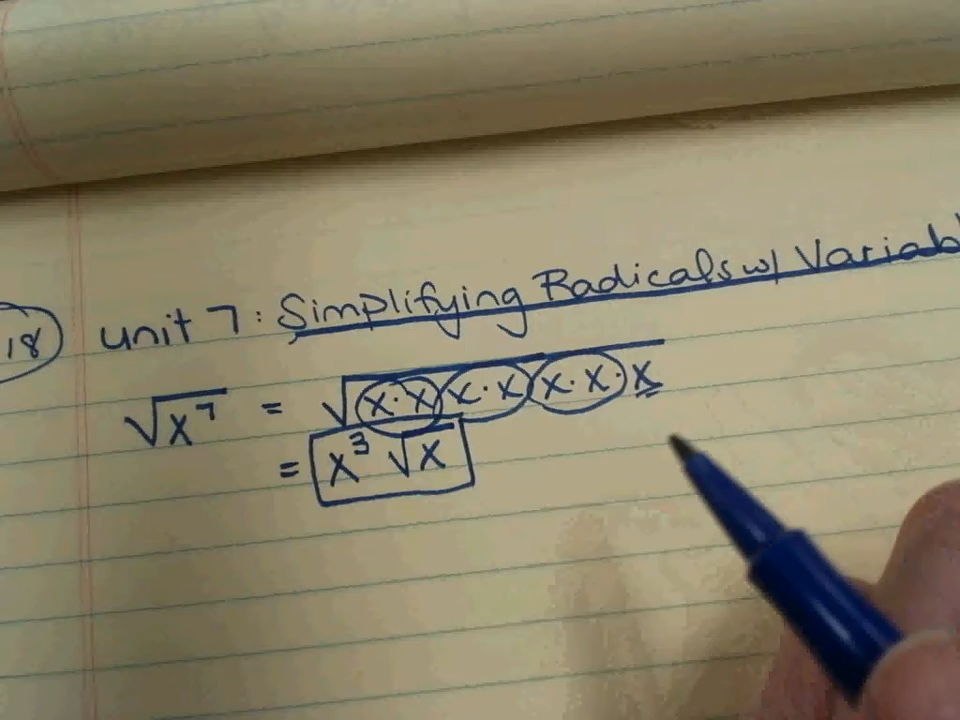 18 Unit 7: Simplifying Radicals w/ Variab
√x⁷ = √x·x x·x x·x·x
= x³ √x